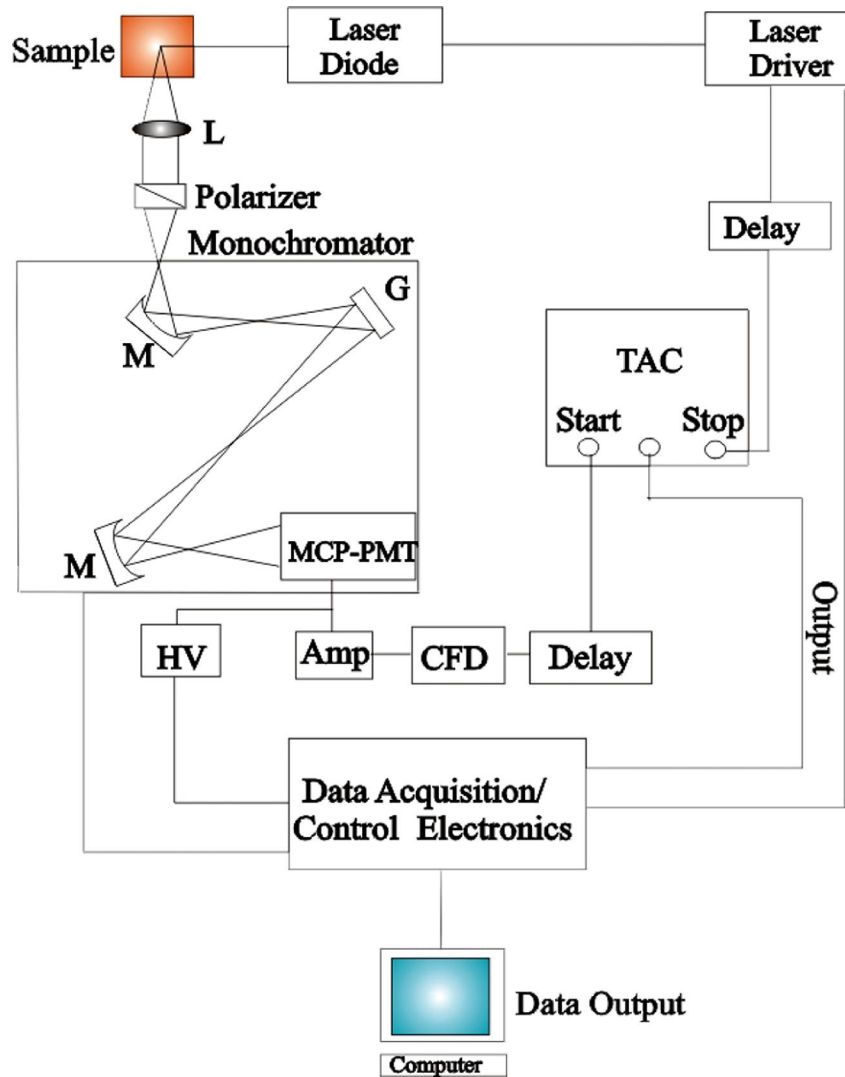 Sample
Laser
Diode
Laser
Driver
L
Polarizer
Monochromator
Delay
G
M
TAC
Start
Stop
M
MCP-PMT
Output
HV
Amp
CFD
Delay
Data Acquisition/
Control Electronics
Data Output
Computer